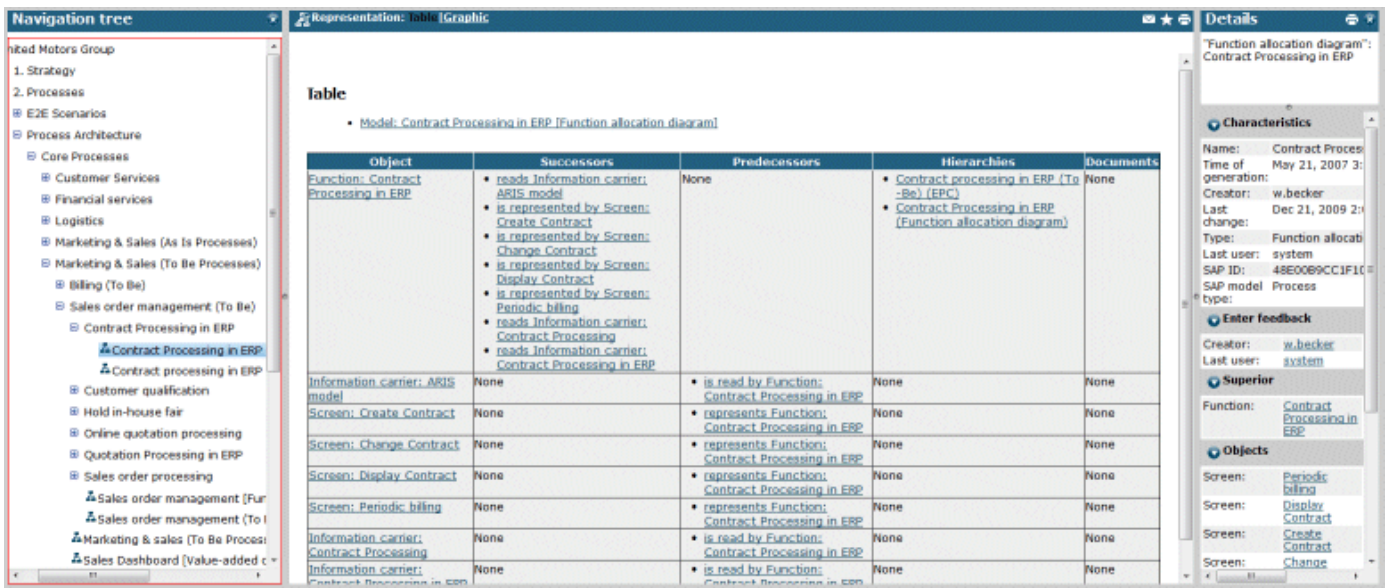 Navigation tree
nited Motors Group
1. Strategy
2. Processes
E2E Scenarios
Process Architecture
Core Processes
Customer Services
Financial services
Logistics
Marketing & Sales (As Is Processes)
Marketing & Sales (To Be Processes)
Billing (To Be)
Sales order management (To Be)
Contract Processing in ERP
Contract Processing in ERP
Contract processing in ERP
Customer qualification
Hold in-house fair
Online quotation processing
Quotation Processing in ERP
Sales order processing
Sales order management [Fur
Sales order management (To
Marketing & sales (To Be Process
Sales Dashboard [Value-added c
Representation: Table |Graphic
Table
Model: Contract Processing in ERP [Function allocation diagram]
Object Successors Predecessors Hierarchies Documents
Function: Contract
Processing in ERP
reads Information carrier:
ARIS model
is represented by Screen:
Create Contract
is represented by Screen:
Change Contract
is represented by Screen:
Display Contract
is represented by Screen:
Periodic billing
reads Information carrier:
Contract Processing
reads Information carrier:
Contract Processing in ERP
None
Contract processing in ERP (To
-Be) (EPC)
Contract Processing in ERP
(Function allocation diagram)
None
Information carrier: ARIS
model
None
is read by Function:
Contract Processing in ERP
None
None
Screen: Create Contract
None
represents Function:
Contract Processing in ERP
None
None
Screen: Change Contract
None
represents Function:
Contract Processing in ERP
None
None
Screen: Display Contract
None
represents Function:
Contract Processing in ERP
None
None
Screen: Periodic billing
None
represents Function:
Contract Processing in ERP
None
None
Information carrier:
Contract Processing
None
is read by Function:
Contract Processing in ERP
None
None
Information carrier:
Contract Processing in ERP
None
is read by Function:
Contract Processing in ERP
None
None
Details
"Function allocation diagram":
Contract Processing in ERP
Characteristics
Name: Contract Proces
Time of generation: May 21, 2007 3:
Creator: w.becker
Last change: Dec 21, 2009 2:
Type: Function allocati
Last user: system
SAP ID: 48E00B9CC1F10
SAP model type: Process
Enter feedback
Creator: w.becker
Last user: system
Superior
Function: Contract
Processing in
ERP
Objects
Screen: Periodic
billing
Screen: Display
Contract
Screen: Create
Contract
Screen: Change